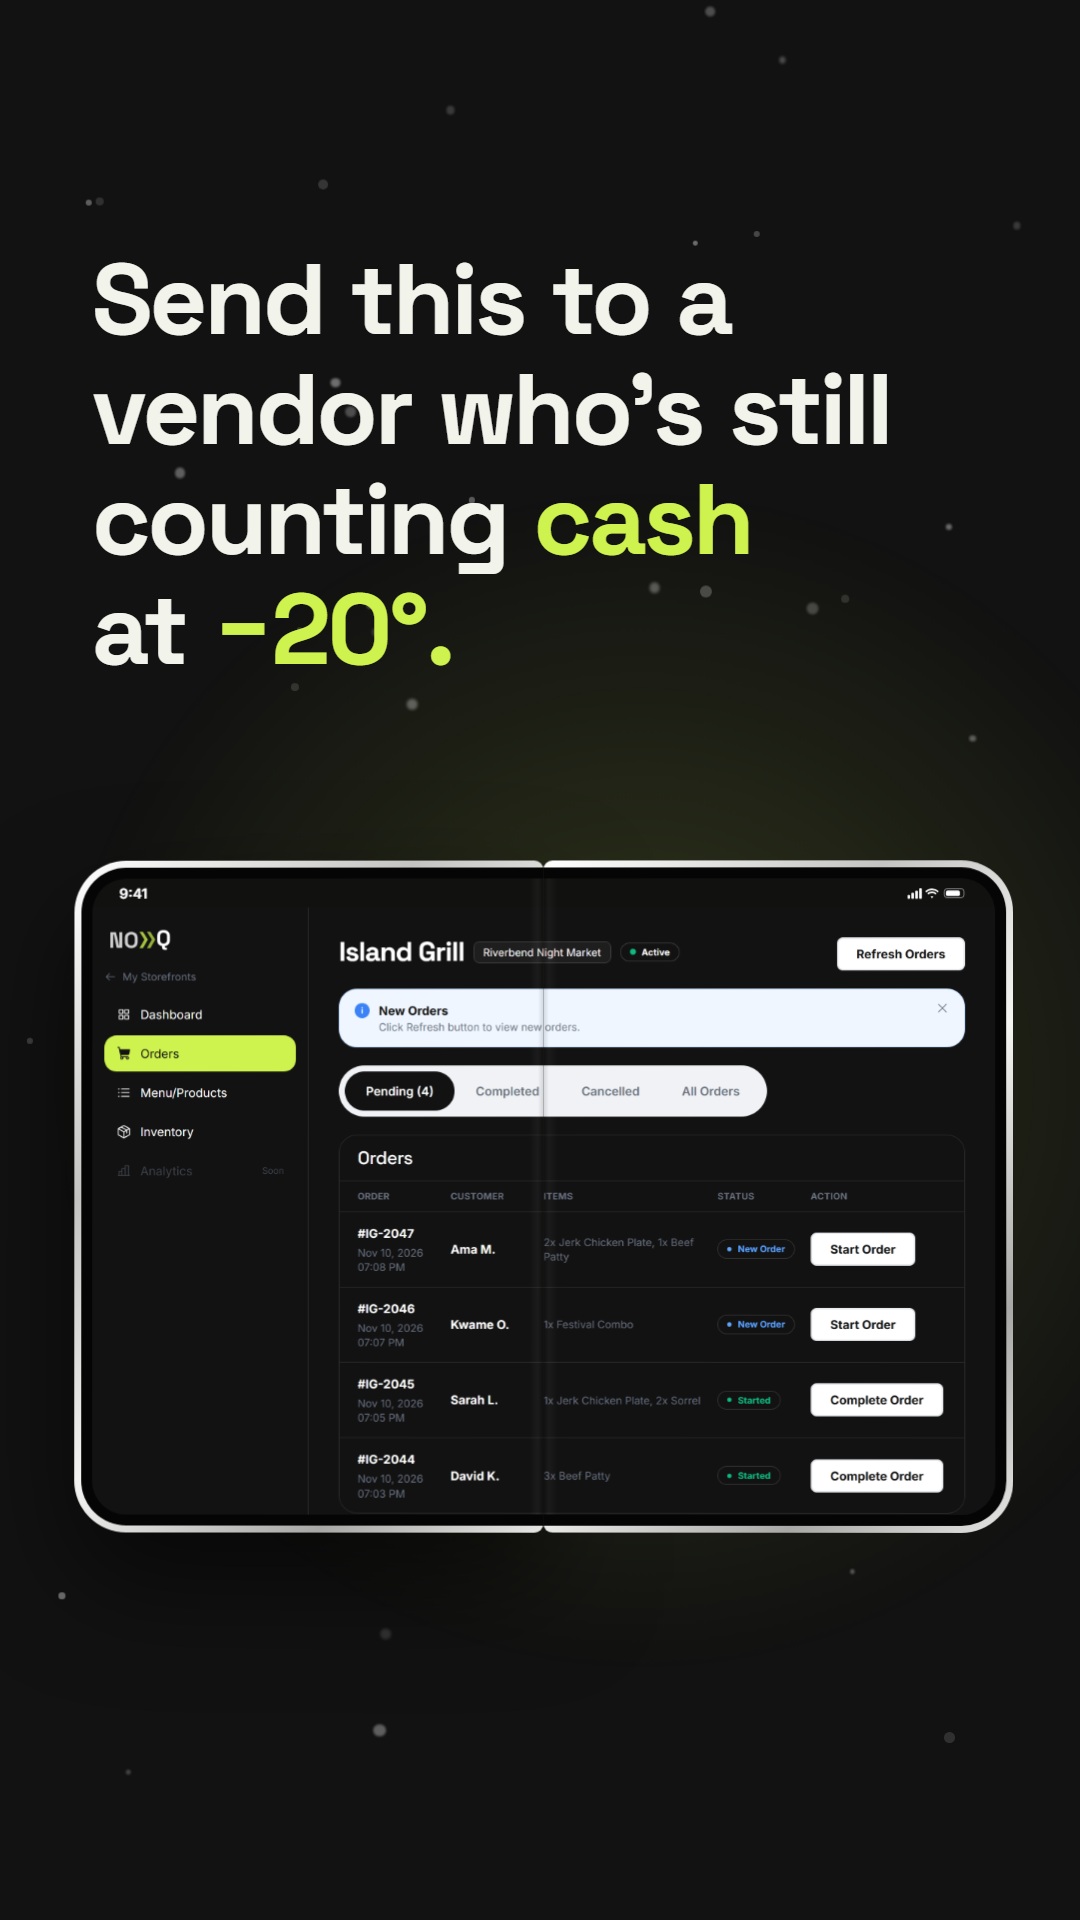 Send this to a
vendor who’s still
counting cash
at -20°.
9:41
NO»Q
← My Storefronts
Dashboard
Orders
Menu/Products
Inventory
Analytics Soon
Island Grill
Riverbend Night Market
Active
Refresh Orders
New Orders
Click Refresh button to view new orders.
Pending (4)
Completed
Cancelled
All Orders
Orders
ORDER CUSTOMER ITEMS STATUS ACTION
#IG-2047
Nov 10, 2026
07:08 PM
Ama M.
2x Jerk Chicken Plate, 1x Beef
Patty
New Order
Start Order
#IG-2046
Nov 10, 2026
07:07 PM
Kwame O.
1x Festival Combo
New Order
Start Order
#IG-2045
Nov 10, 2026
07:05 PM
Sarah L.
1x Jerk Chicken Plate, 2x Sorrel
Started
Complete Order
#IG-2044
Nov 10, 2026
07:03 PM
David K.
3x Beef Patty
Started
Complete Order